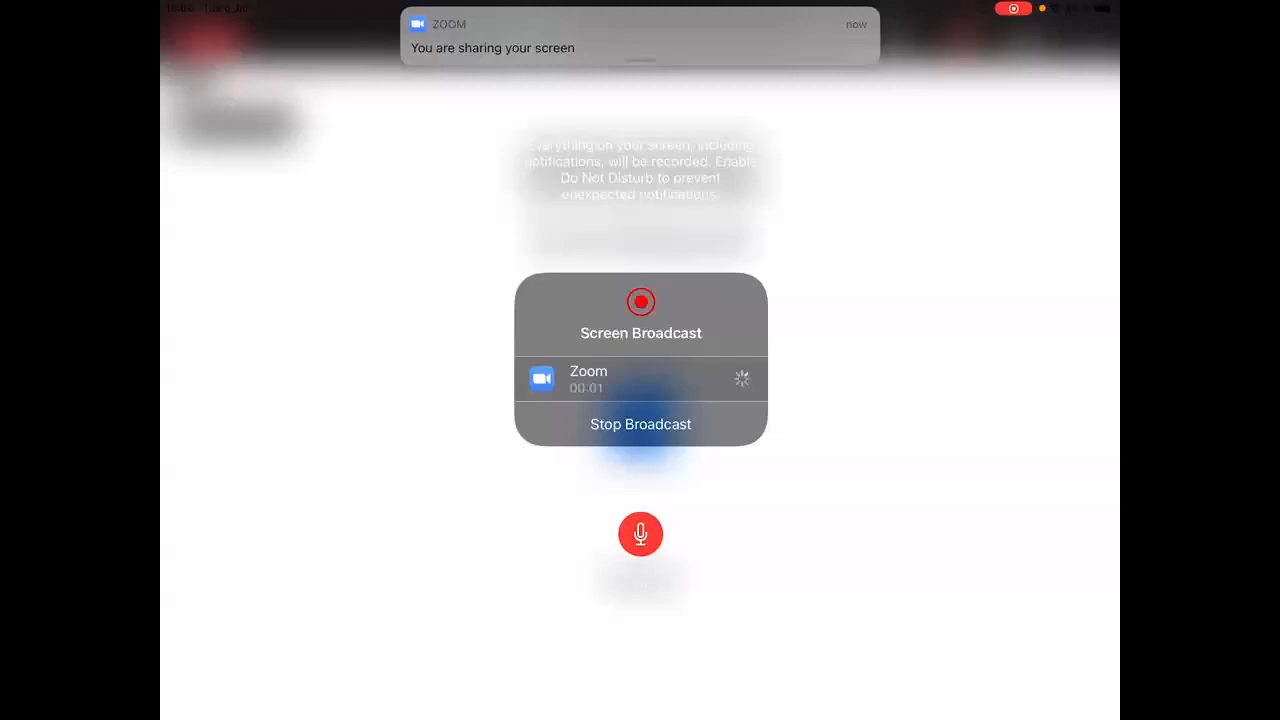 ZOOM now
You are sharing your screen
Everything on your screen, including
notifications, will be recorded. Enable
Do Not Disturb to prevent
unexpected notifications.
Screen Broadcast
Zoom
00:01
Stop Broadcast